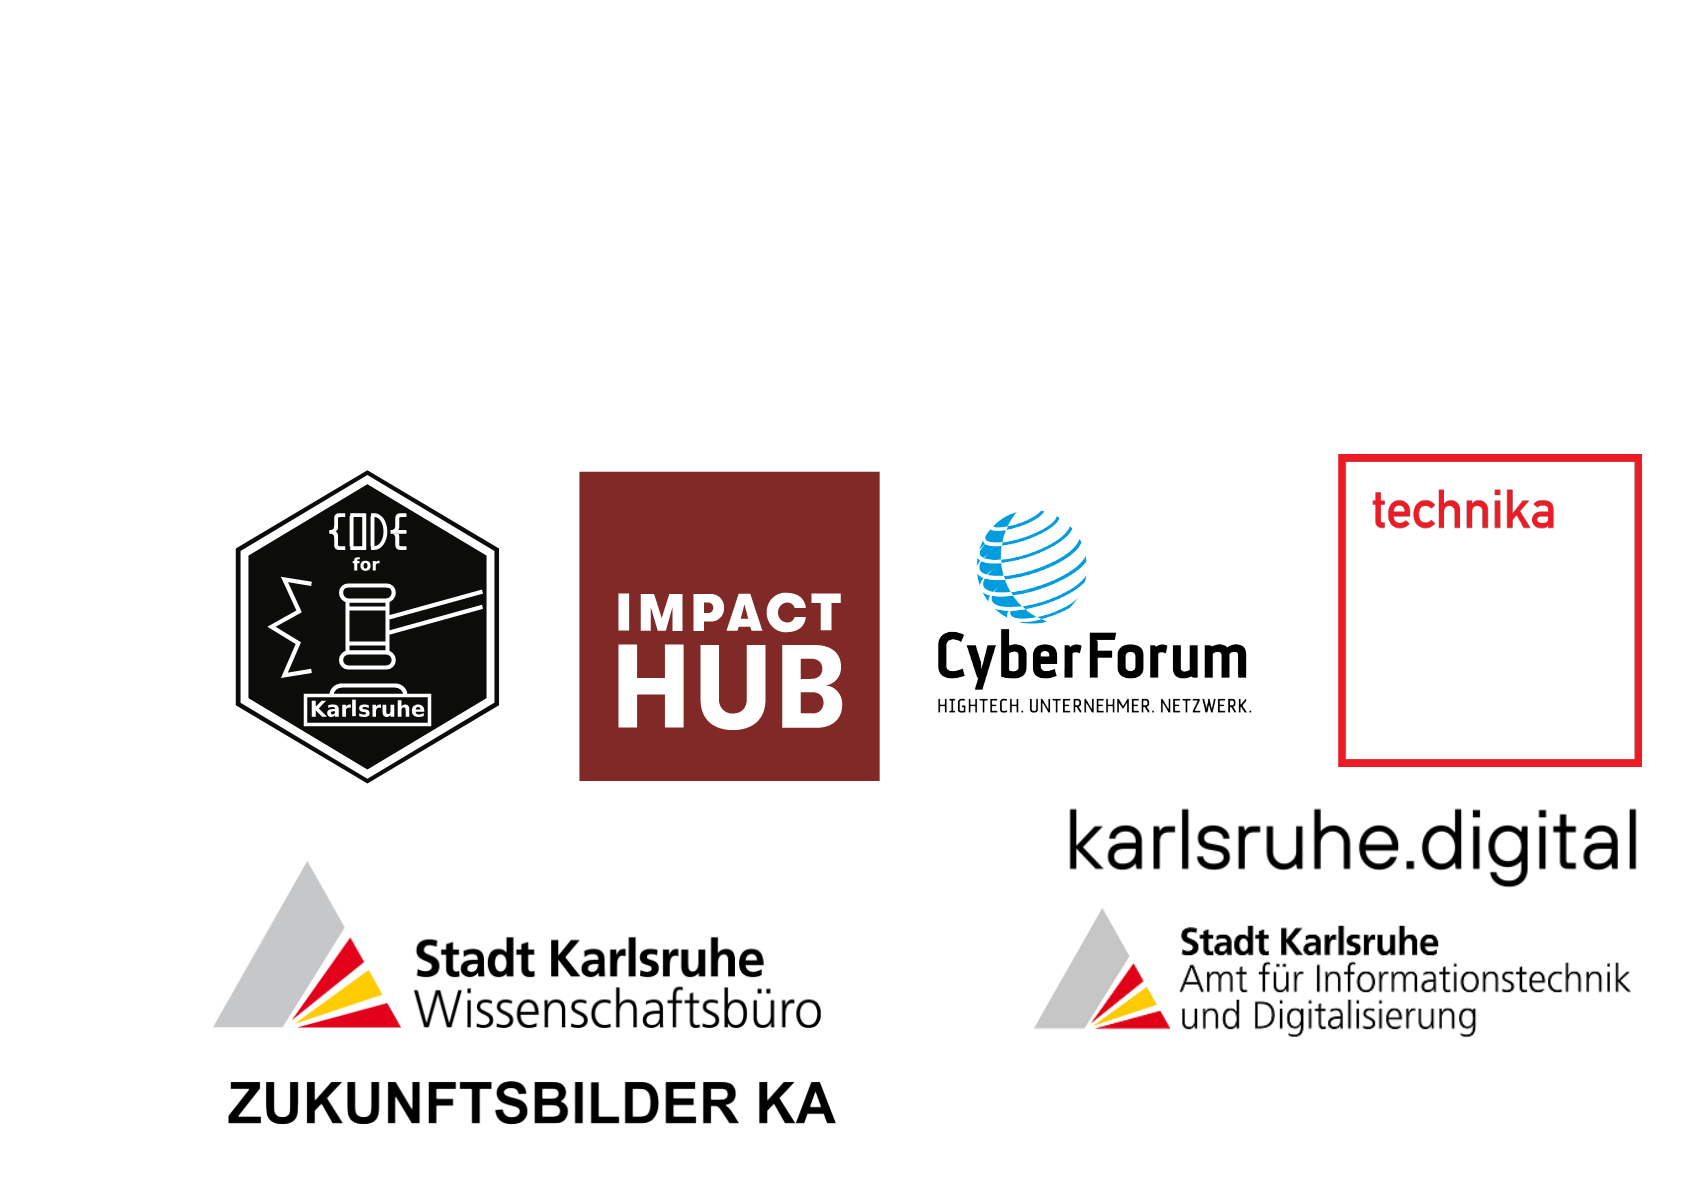 CODE
for
Karlsruhe
IMPACT
HUB
CyberForum
HIGHTECH. UNTERNEHMER. NETZWERK.
technika
karlsruhe.digital
Stadt Karlsruhe
Wissenschaftsbüro
Stadt Karlsruhe
Amt für Informationstechnik
und Digitalisierung
ZUKUNFTSBILDER KA